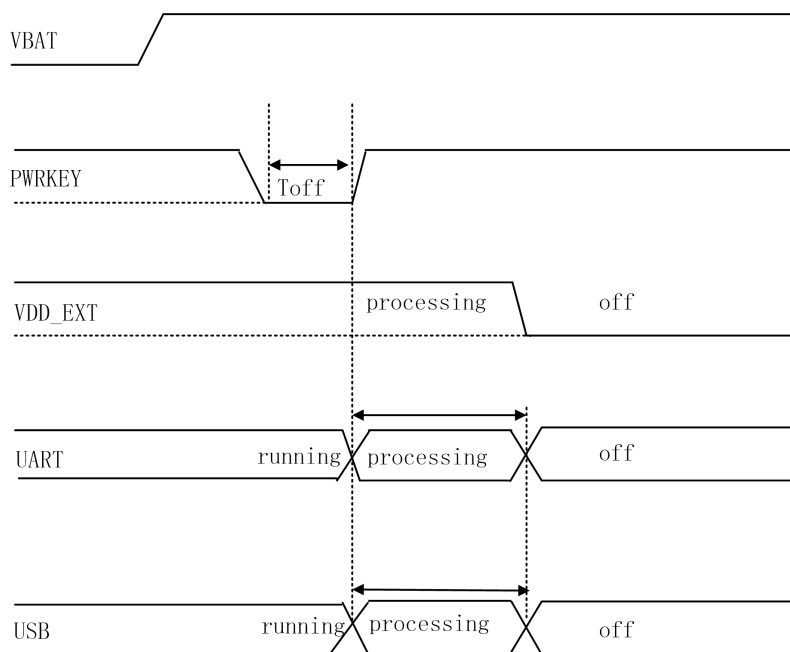 VBAT
PWRKEY
Toff
VDD_EXT
processing
off
UART
running
processing
off
USB
running
processing
off